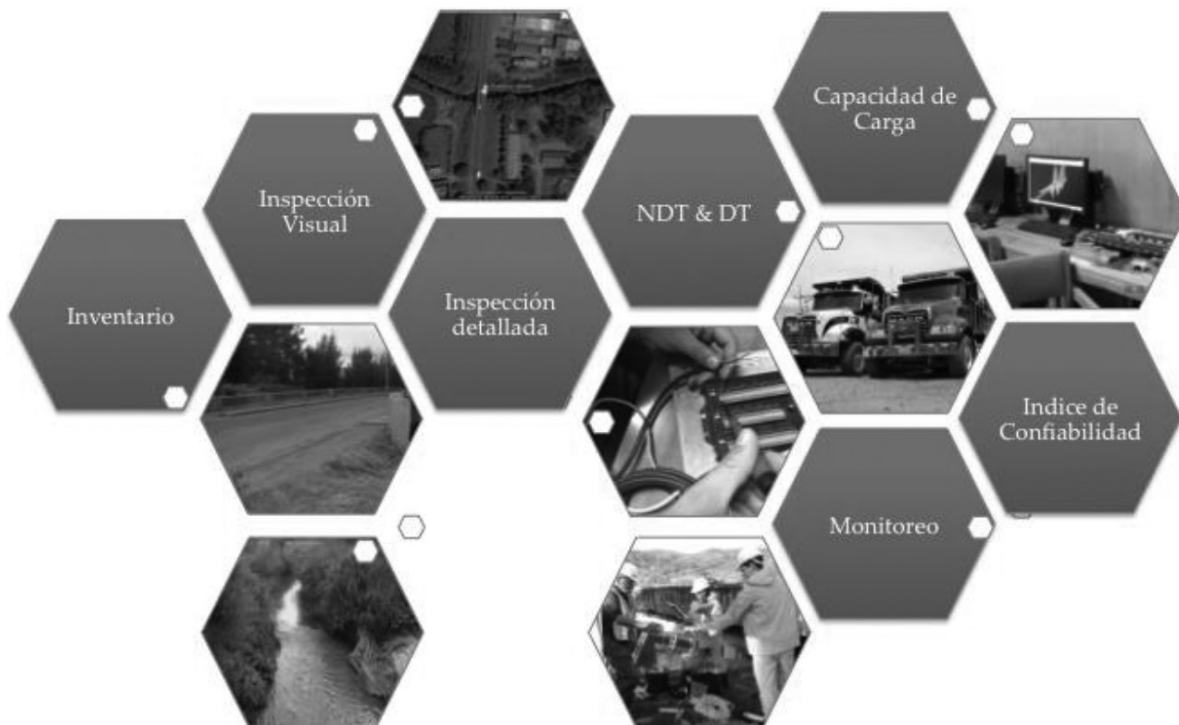 Inventario
Inspección
Visual
Inspección
detallada
NDT & DT
Capacidad de
Carga
Monitoreo
Indice de
Confiabilidad